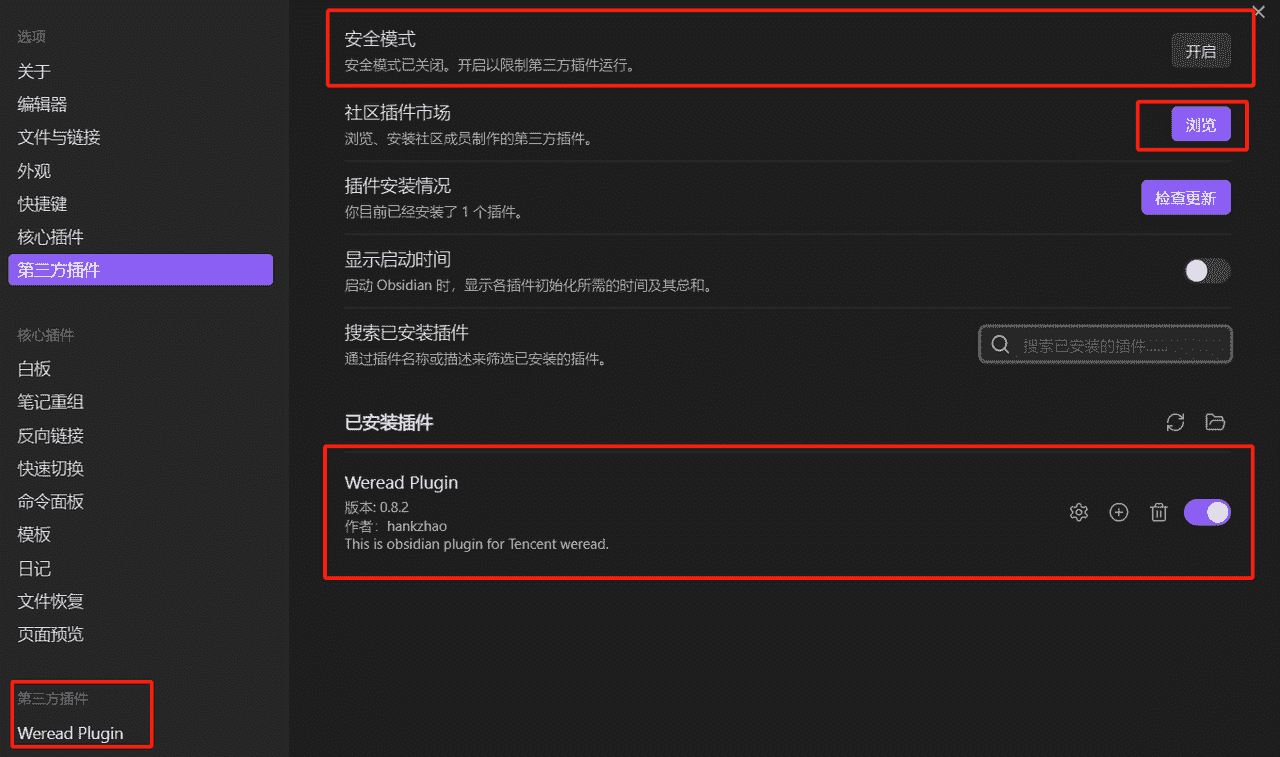 选项
关于
编辑器
文件与链接
外观
快捷键
核心插件
第三方插件
核心插件
白板
笔记重组
反向链接
快速切换
命令面板
模板
日记
文件恢复
页面预览
第三方插件
Weread Plugin
安全模式
安全模式已关闭。开启以限制第三方插件运行。
开启
社区插件市场
浏览、安装社区成员制作的第三方插件。
浏览
插件安装情况
你目前已经安装了 1 个插件。
检查更新
显示启动时间
启动 Obsidian 时，显示各插件初始化所需的时间及其总和。
搜索已安装插件
通过插件名称或描述来筛选已安装的插件。
搜索已安装的插件......
已安装插件
Weread Plugin
版本: 0.8.2
作者：hankzhao
This is obsidian plugin for Tencent weread.